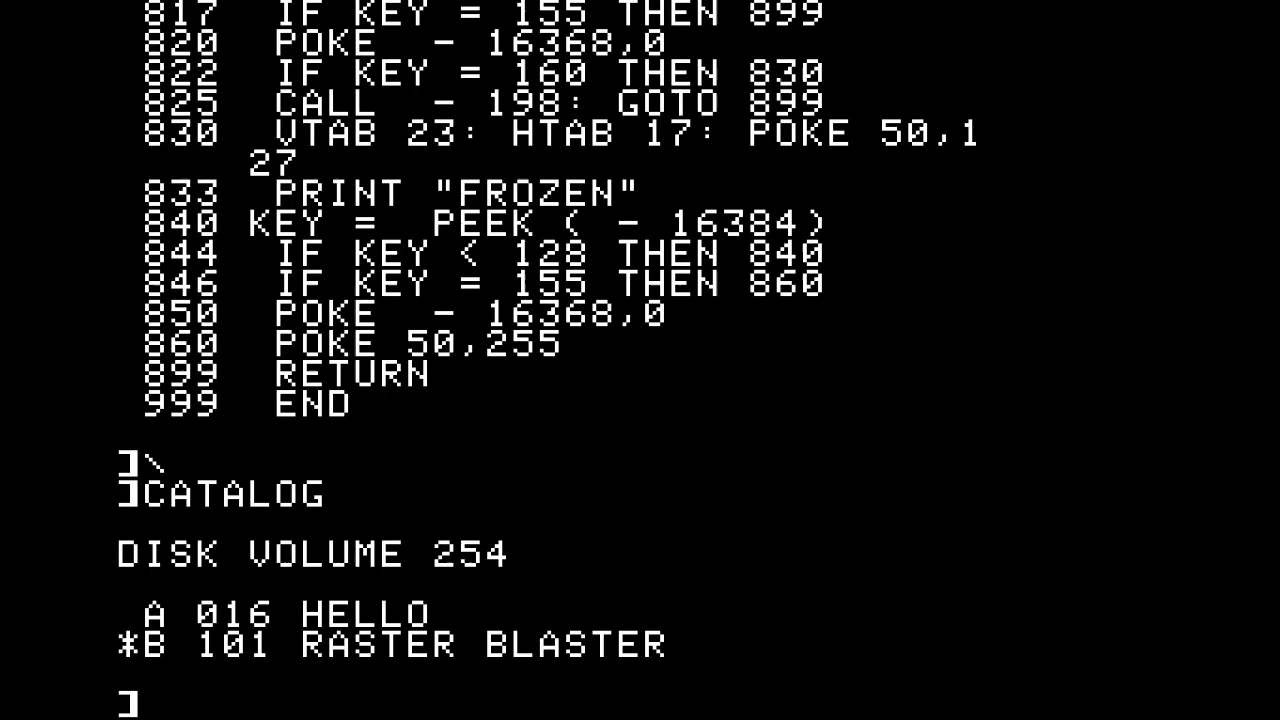 817  IF KEY = 155 THEN 899
820  POKE  - 16368,0
822  IF KEY = 160 THEN 830
825  CALL  - 198: GOTO 899
830  VTAB 23: HTAB 17: POKE 50,1
27
833  PRINT "FROZEN"
840 KEY =  PEEK ( - 16384)
844  IF KEY < 128 THEN 840
846  IF KEY = 155 THEN 860
850  POKE  - 16368,0
860  POKE 50,255
899  RETURN
999  END
]\
]CATALOG
DISK VOLUME 254
A 016 HELLO
*B 101 RASTER BLASTER
]